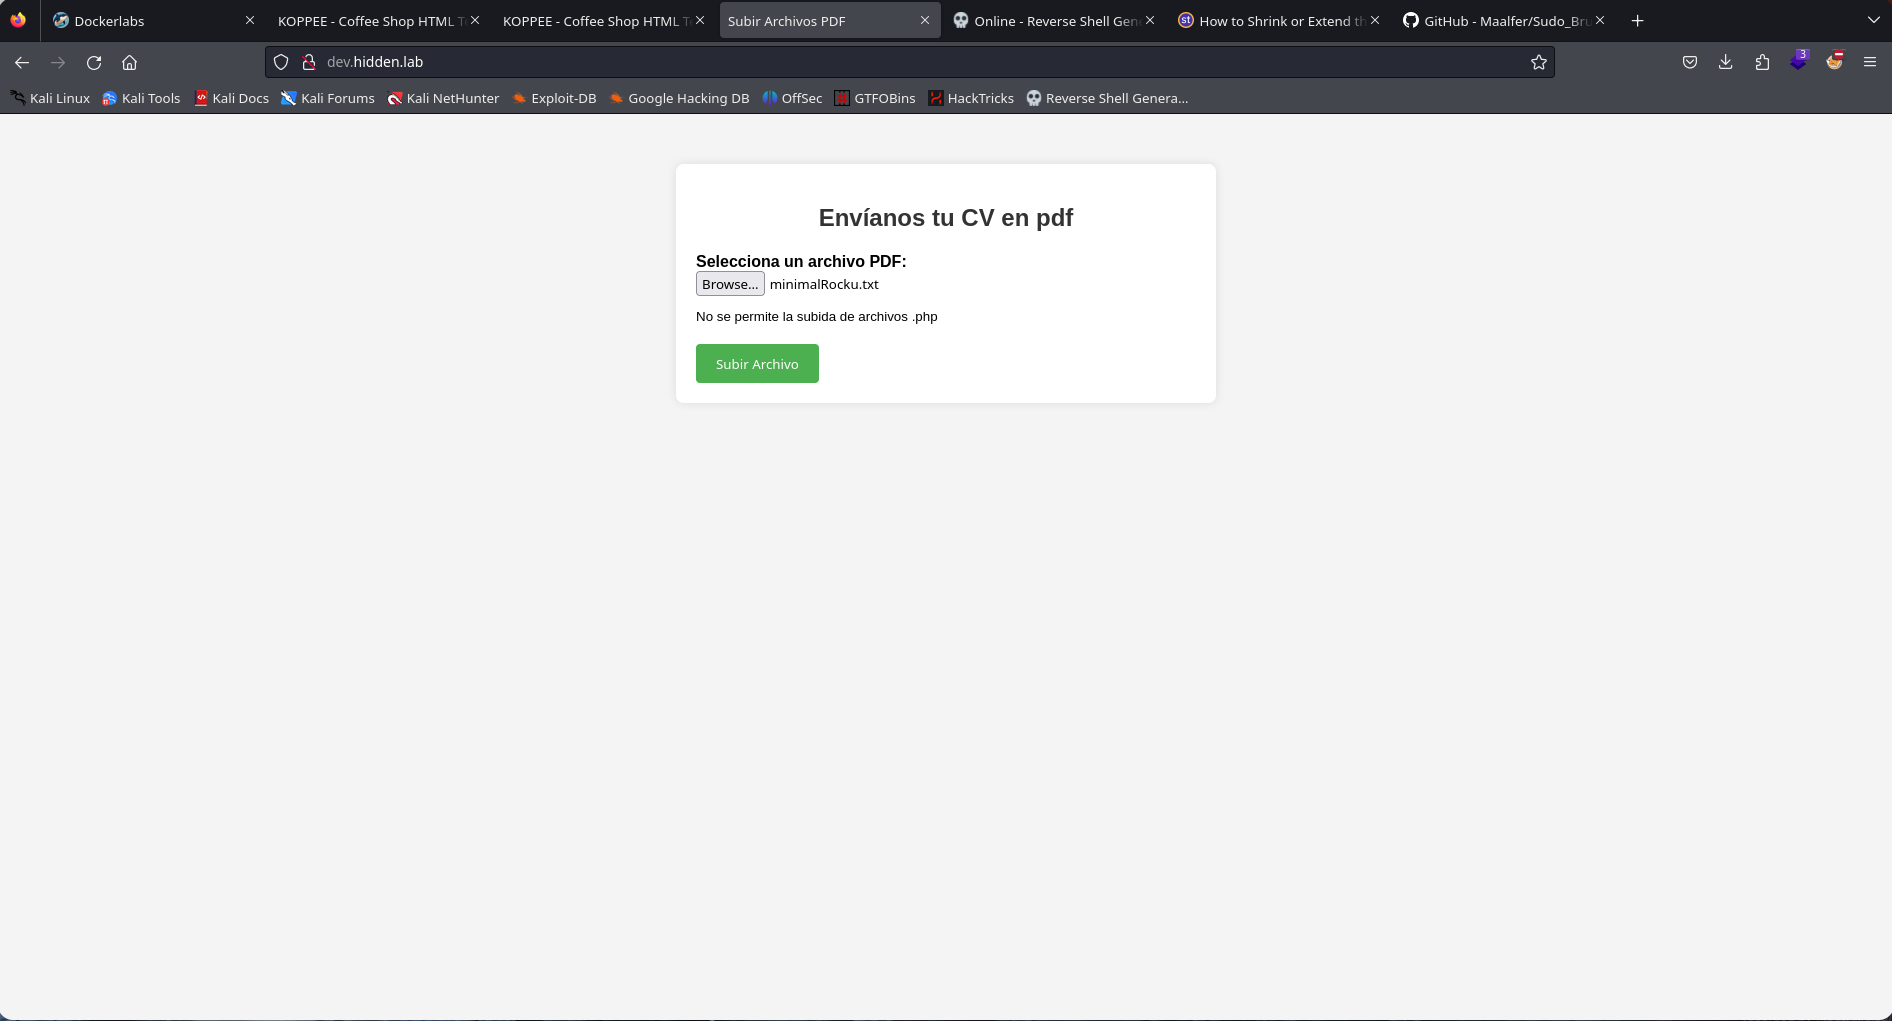 Dockerlabs
KOPPEE - Coffee Shop HTML T
KOPPEE - Coffee Shop HTML T
Subir Archivos PDF
Online - Reverse Shell Gen
How to Shrink or Extend th
GitHub - Maalfer/Sudo_Bru
dev.hidden.lab
3
Kali Linux
Kali Tools
Kali Docs
Kali Forums
Kali NetHunter
Exploit-DB
Google Hacking DB
OffSec
GTFOBins
HackTricks
Reverse Shell Genera...
Envíanos tu CV en pdf
Selecciona un archivo PDF:
Browse... minimalRocku.txt
No se permite la subida de archivos .php
Subir Archivo